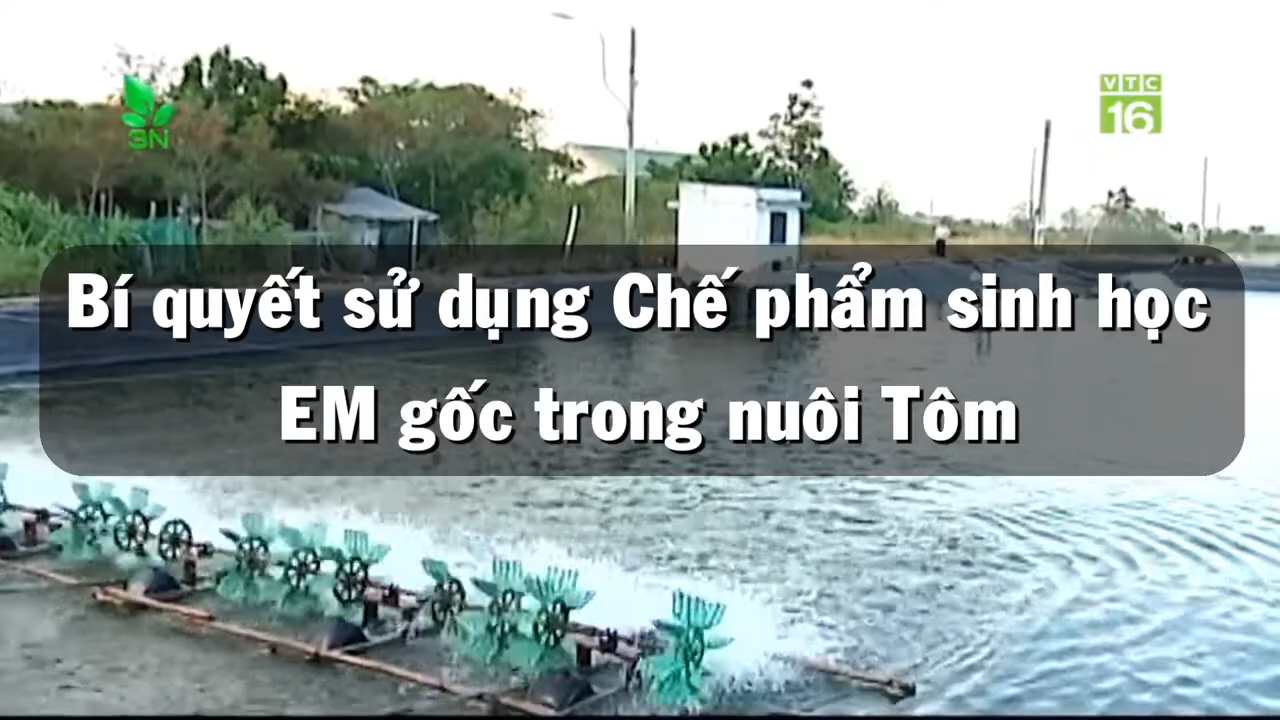 3N
VTC
16
Bí quyết sử dụng Chế phẩm sinh học
EM gốc trong nuôi Tôm